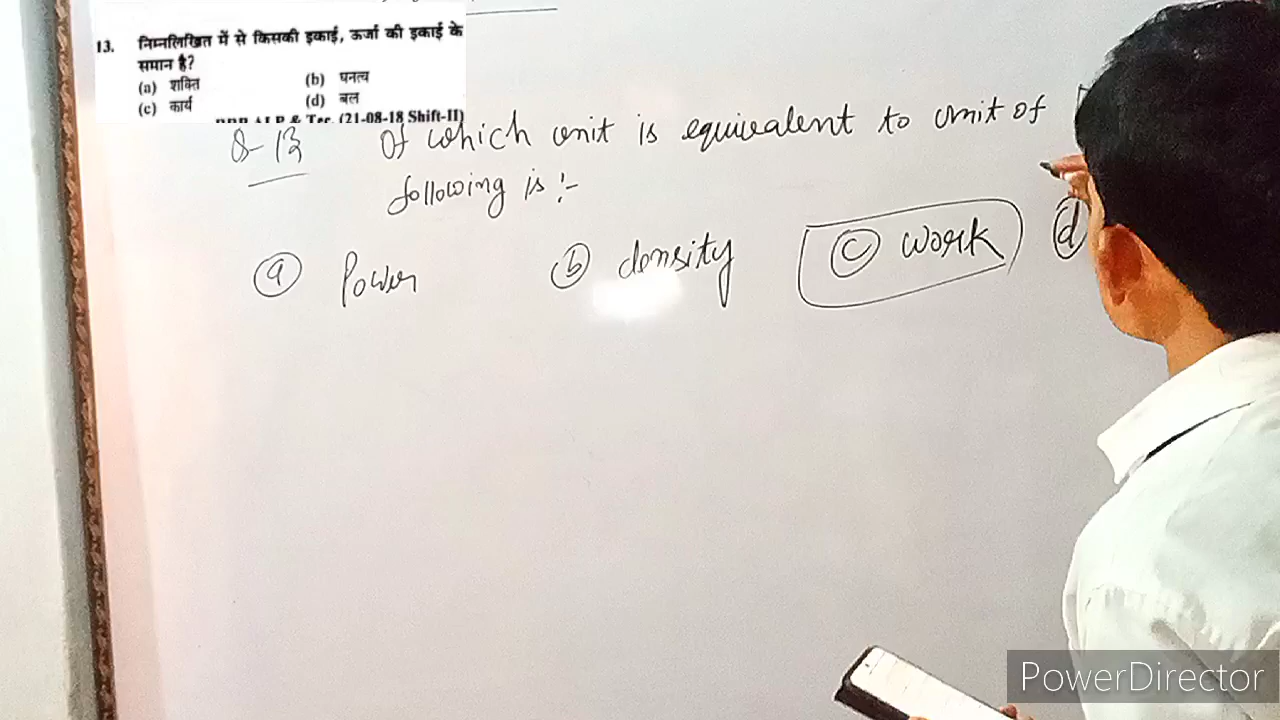 13. निम्नलिखित में से किसकी इकाई, ऊर्जा की इकाई के
समान है?
(a) शक्ति (b) घनत्व
(c) कार्य (d) बल
(21-08-18 Shift-II)
Q-13 Of which unit is equivalent to unit of
following is :-
(a) Power (b) density (c) work (d)
PowerDirector